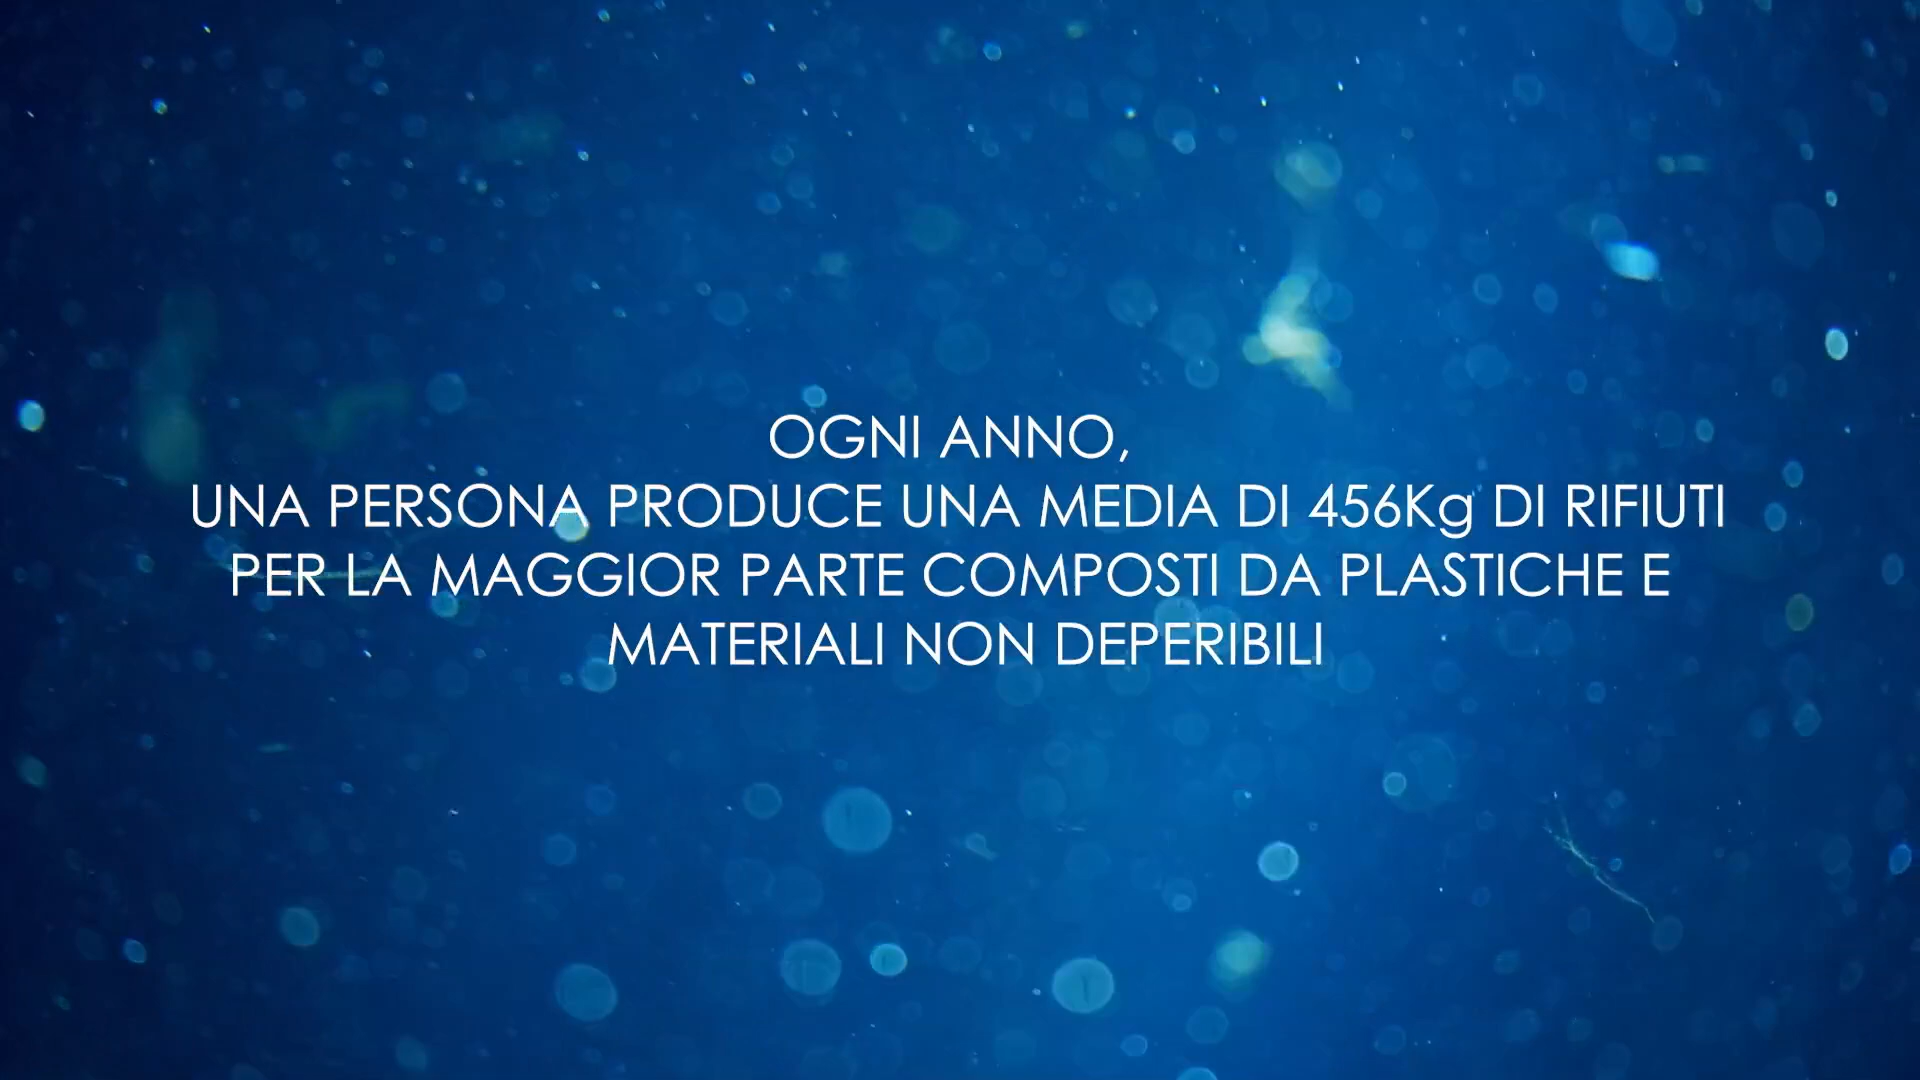 OGNI ANNO,
UNA PERSONA PRODUCE UNA MEDIA DI 456Kg DI RIFIUTI
PER LA MAGGIOR PARTE COMPOSTI DA PLASTICHE E
MATERIALI NON DEPERIBILI